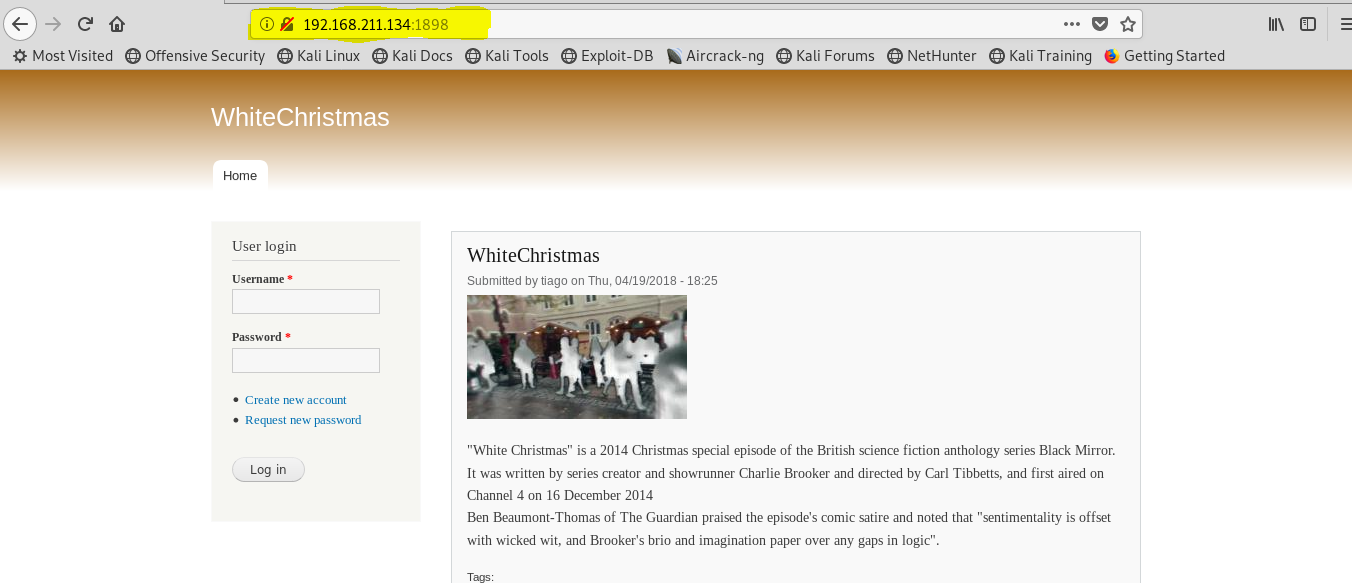 192.168.211.134:1898
Most Visited Offensive Security Kali Linux Kali Docs Kali Tools Exploit-DB Aircrack-ng Kali Forums NetHunter Kali Training Getting Started
WhiteChristmas
Home
User login
Username *
Password *
Create new account
Request new password
Log in
WhiteChristmas
Submitted by tiago on Thu, 04/19/2018 - 18:25
"White Christmas" is a 2014 Christmas special episode of the British science fiction anthology series Black Mirror.
It was written by series creator and showrunner Charlie Brooker and directed by Carl Tibbetts, and first aired on
Channel 4 on 16 December 2014
Ben Beaumont-Thomas of The Guardian praised the episode's comic satire and noted that "sentimentality is offset
with wicked wit, and Brooker's brio and imagination paper over any gaps in logic".
Tags: